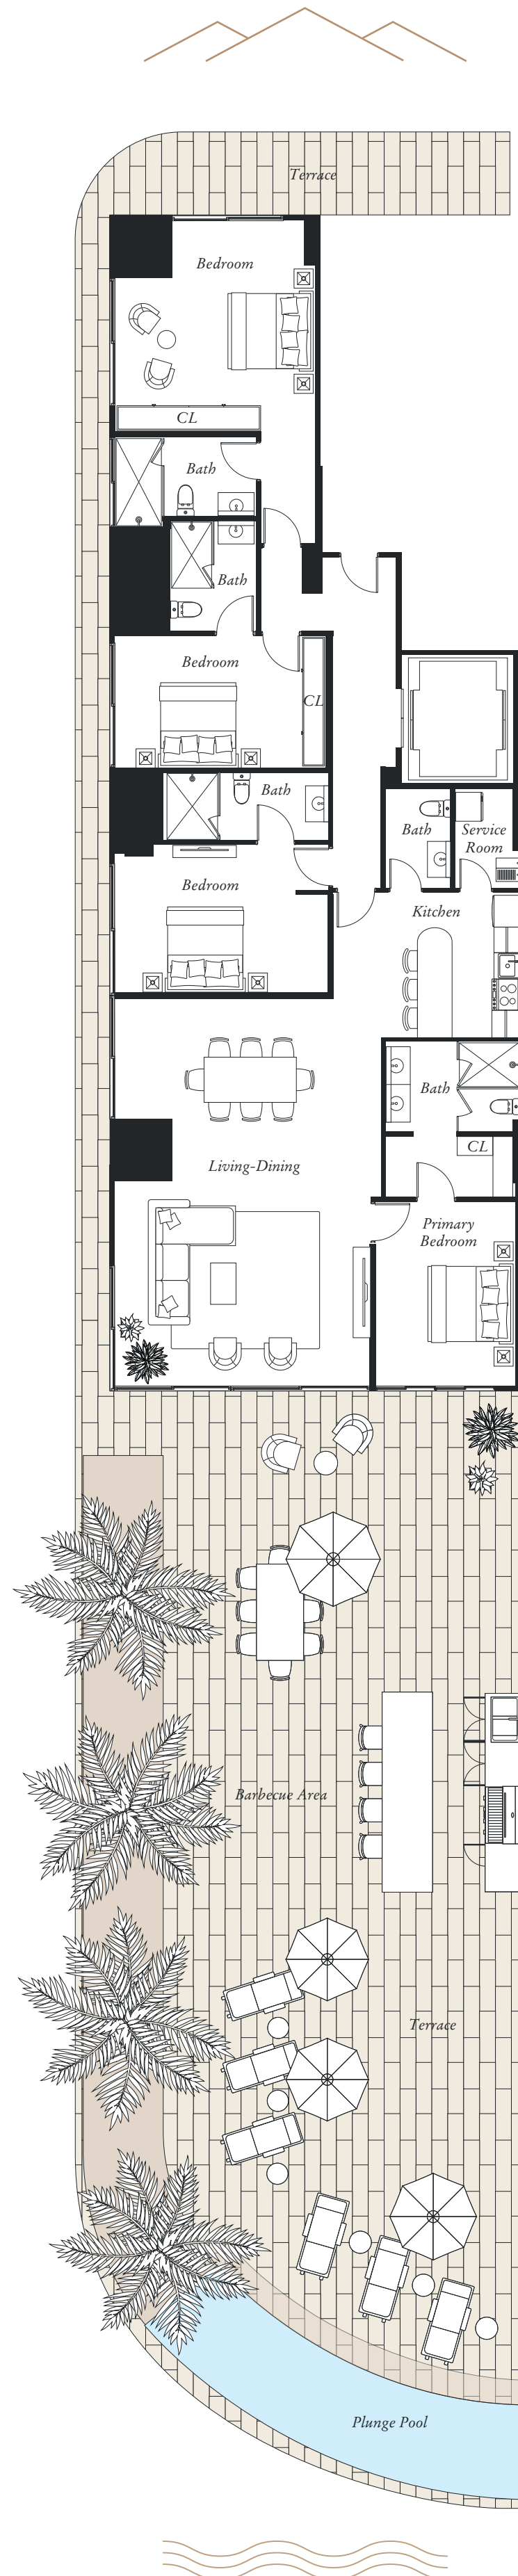 Terrace
Bedroom
CL
Bath
Bath
Bedroom
CL
Bath
Bath
Service
Room
Bedroom
Kitchen
Bath
CL
Living-Dining
Primary
Bedroom
Barbecue Area
Terrace
Plunge Pool